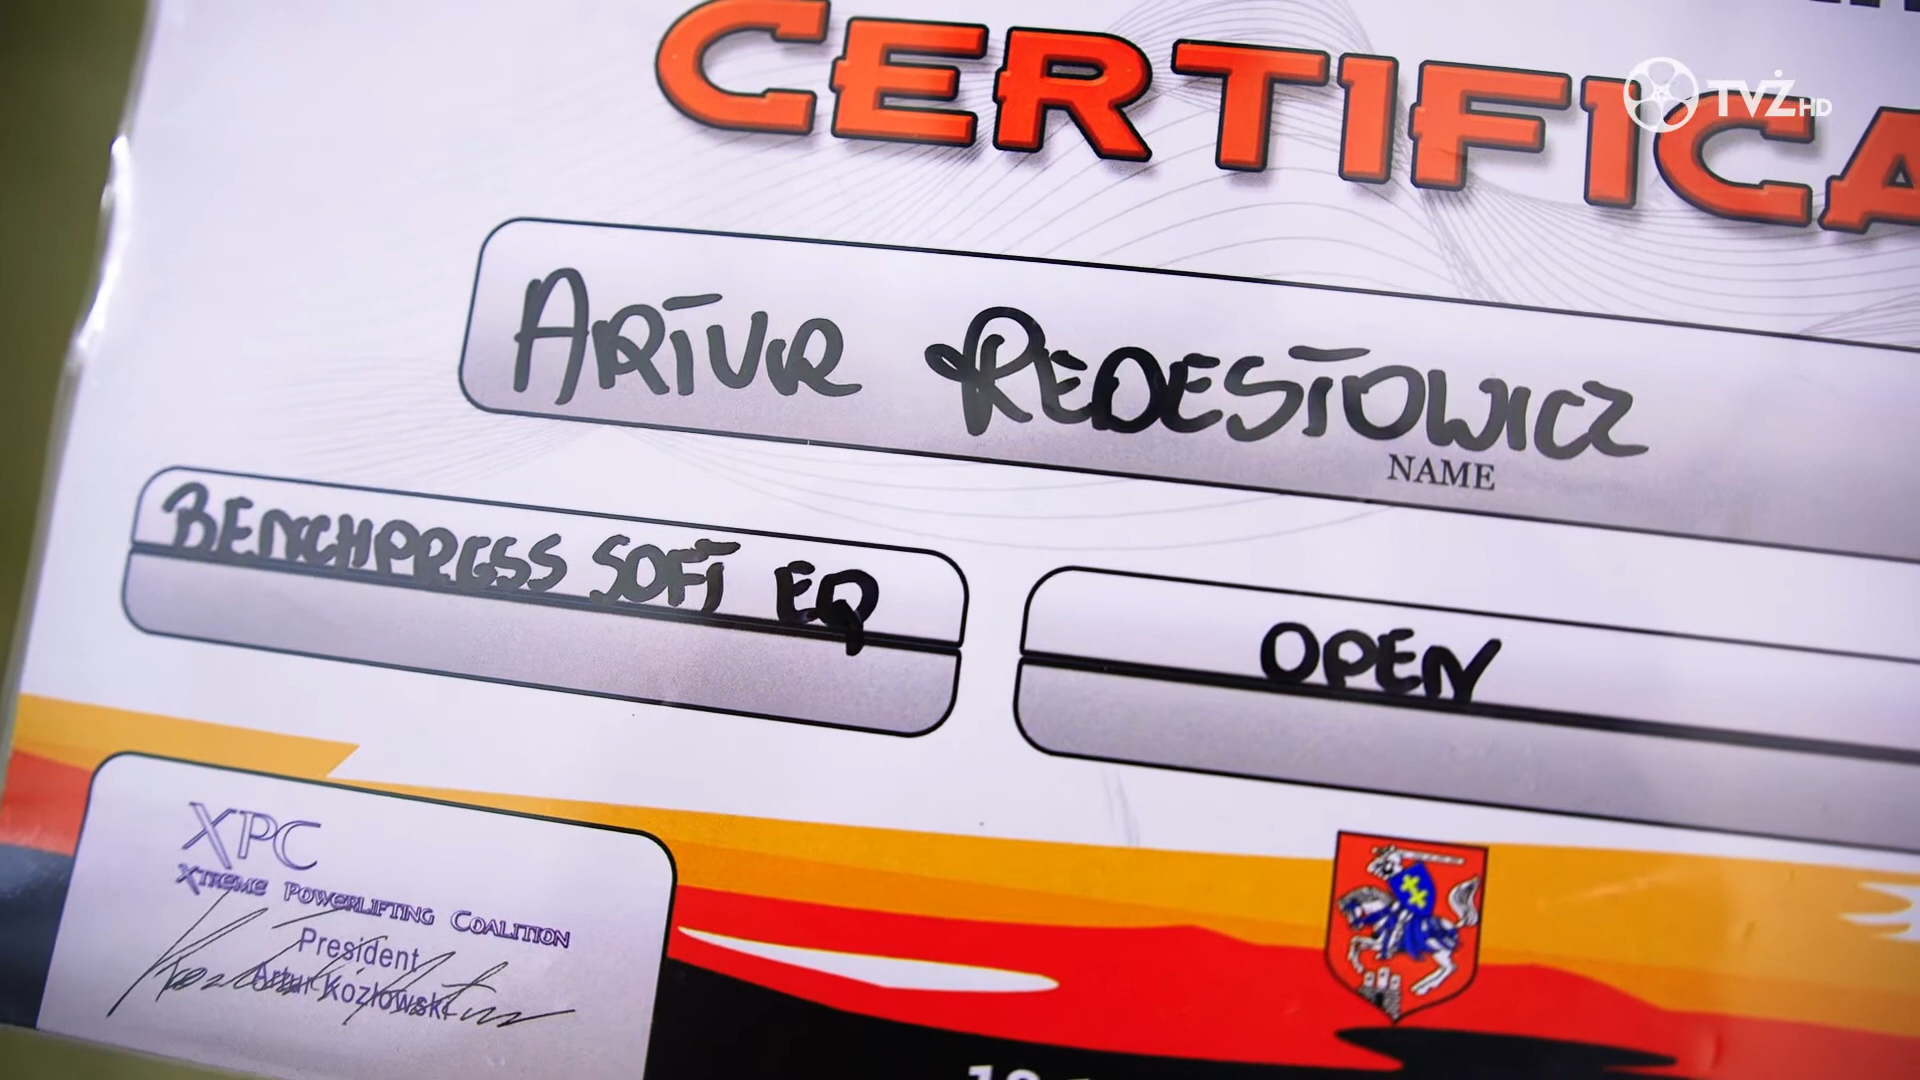 CERTIFICA
TVŻ HD
ARTUR REDESTOWICZ
NAME
BENCHPRESS SOFT EQ
OPEN
XPC
XTREME POWERLIFTING COALITION
President
Artur Kozlowski